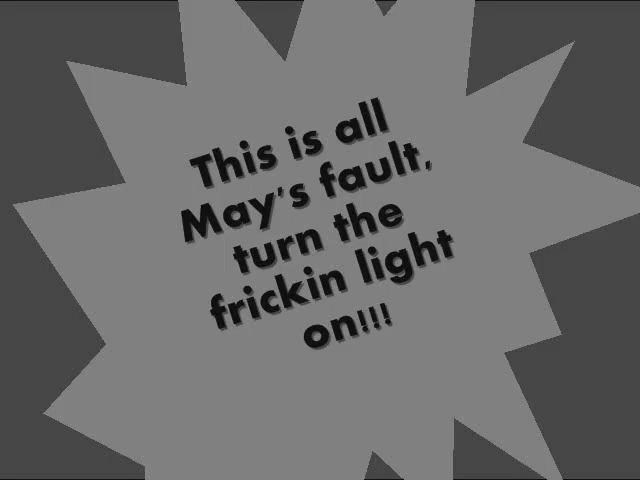 This is all
May's fault,
turn the
frickin light
on!!!